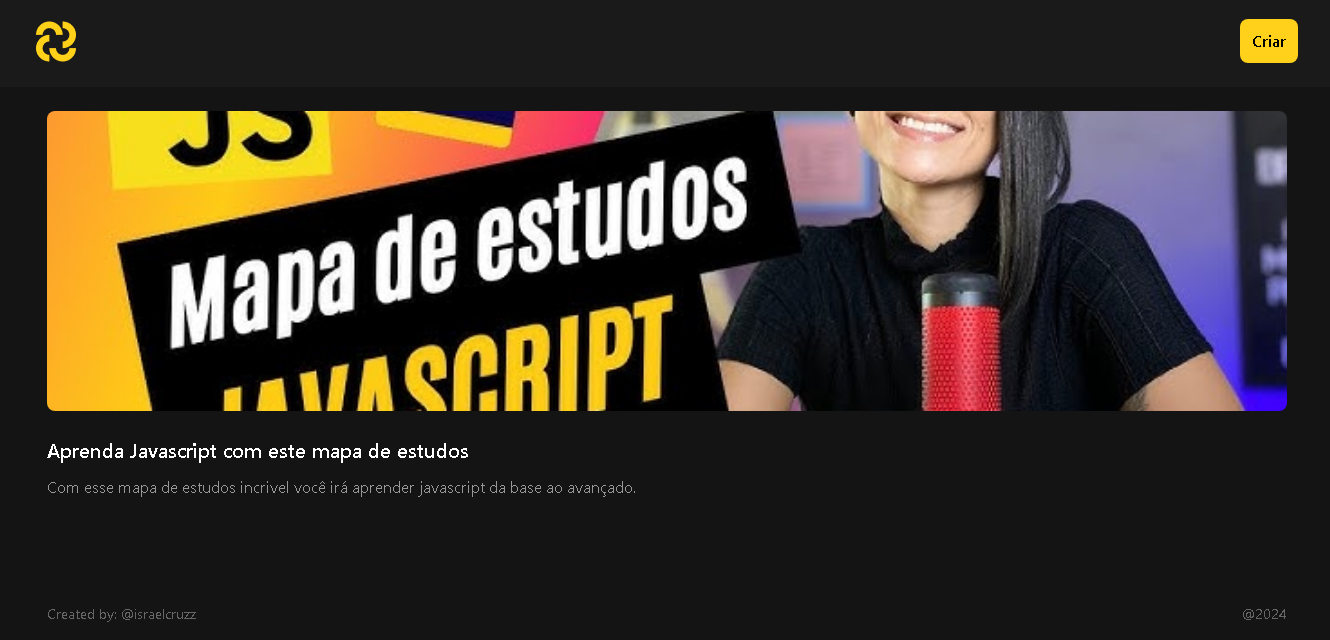 Criar
JS
Mapa de estudos
JAVASCRIPT
Aprenda Javascript com este mapa de estudos
Com esse mapa de estudos incrivel você irá aprender javascript da base ao avançado.
Created by: @israelcruzz
@2024